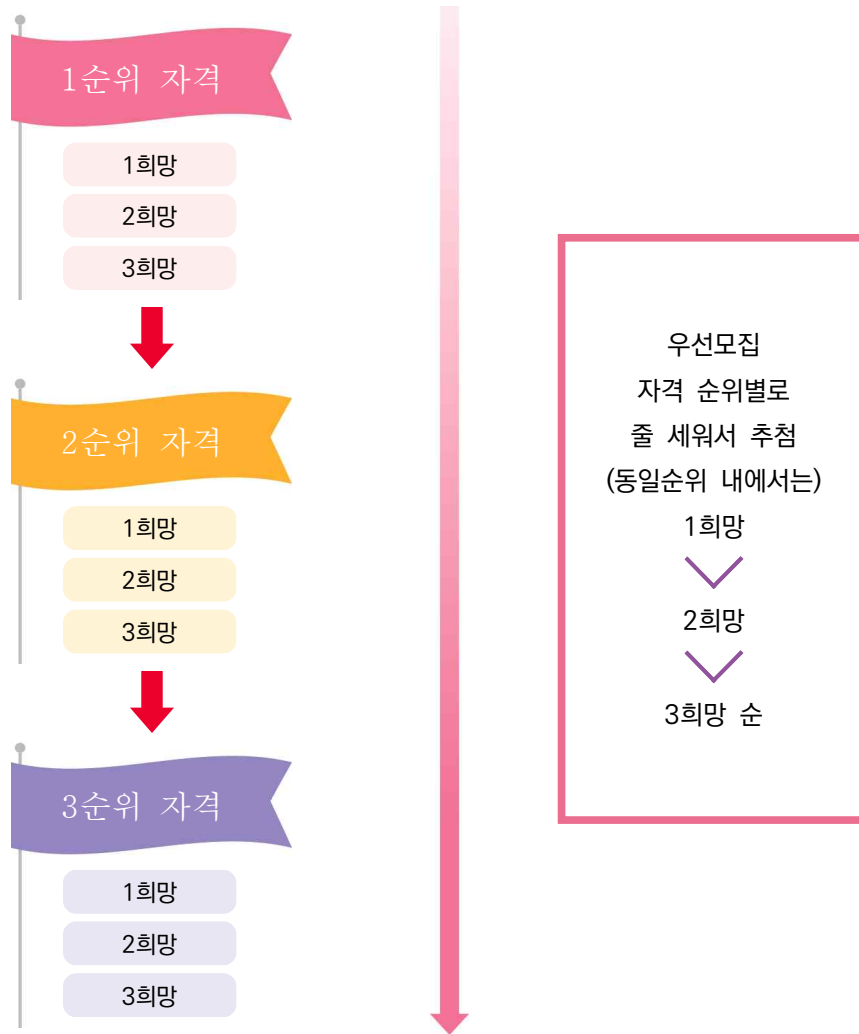 1순위 자격
1희망
2희망
3희망
2순위 자격
1희망
2희망
3희망
3순위 자격
1희망
2희망
3희망
우선모집
자격 순위별로
줄 세워서 추첨
(동일순위 내에서는)
1희망
2희망
3희망 순